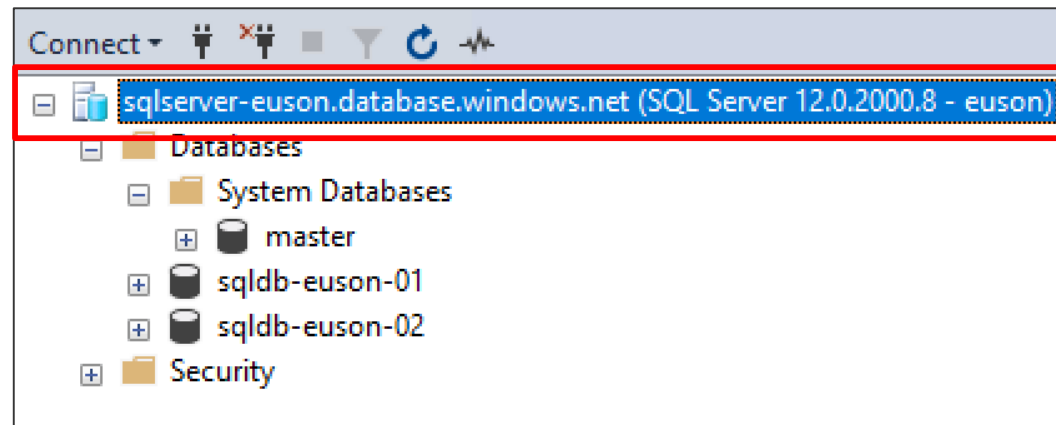 Connect
sqlserver-euson.database.windows.net (SQL Server 12.0.2000.8 - euson)
Databases
System Databases
master
sqldb-euson-01
sqldb-euson-02
Security